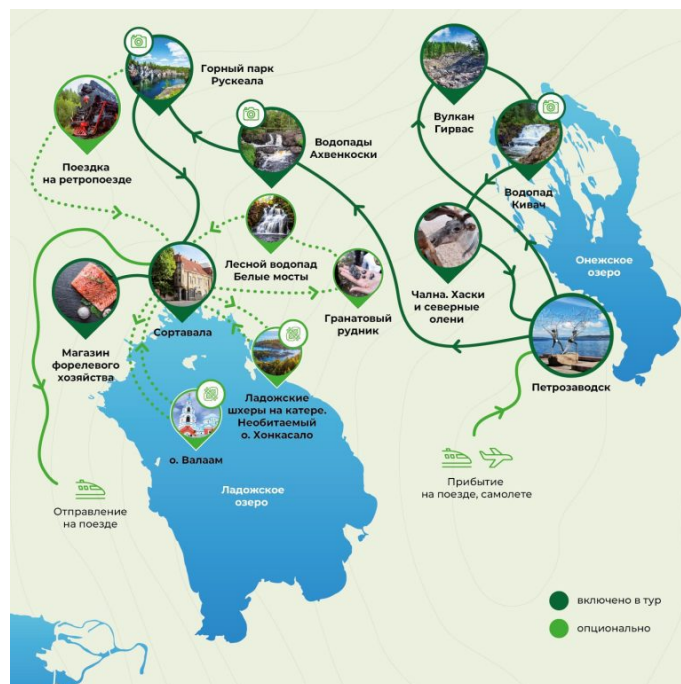 Горный парк
Рускеала
Поездка
на ретропоезде
Водопады
Ахвенкоски
Вулкан
Гирвас
Водопад
Кивач
Лесной водопад
Белые мосты
Гранатовый
рудник
Чална. Хаски
и северные
олени
Онежское
озеро
Сортавала
Магазин
форелевого
хозяйства
Ладожские
шхеры на катере.
Необитаемый
о. Хонкасало
Петрозаводск
о. Валаам
Ладожское
озеро
Отправление
на поезде
Прибытие
на поезде, самолете
включено в тур
опционально